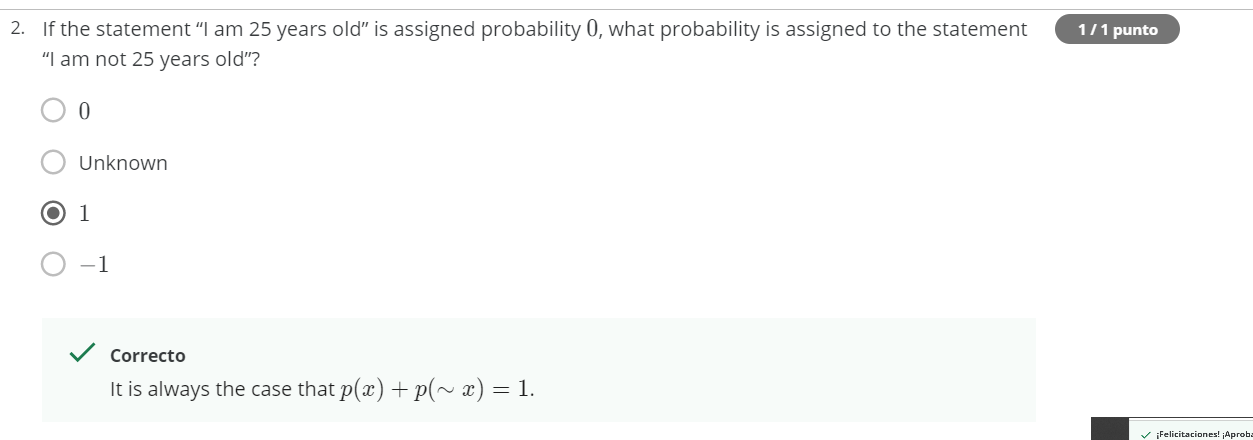 2. If the statement “I am 25 years old” is assigned probability 0, what probability is assigned to the statement
“I am not 25 years old”?
1 / 1 punto
0
Unknown
1
−1
Correcto
It is always the case that p(x) + p(∼ x) = 1.
¡Felicitaciones!